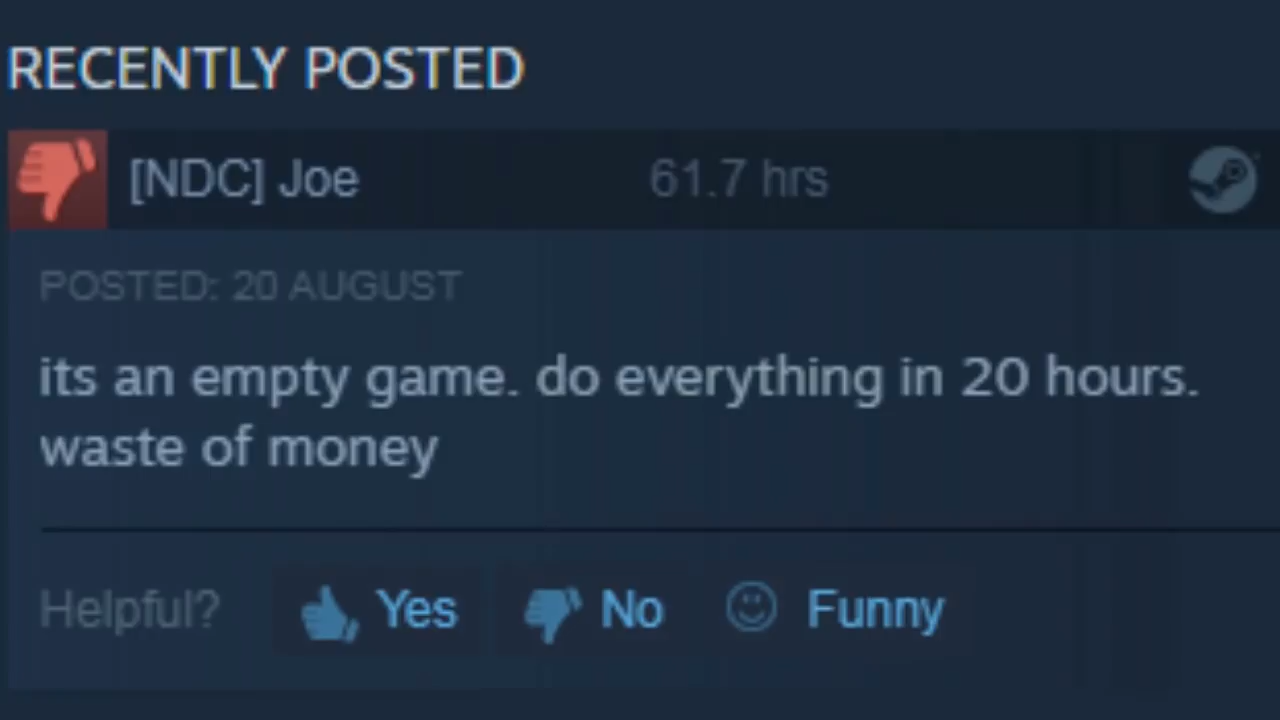 RECENTLY POSTED
[NDC] Joe 61.7 hrs
POSTED: 20 AUGUST
its an empty game. do everything in 20 hours.
waste of money
Helpful? Yes No Funny